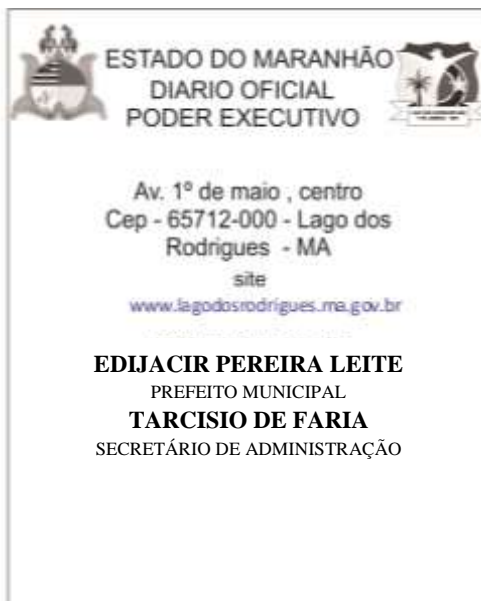 ESTADO DO MARANHÃO
DIARIO OFICIAL
PODER EXECUTIVO
Av. 1º de maio , centro
Cep - 65712-000 - Lago dos
Rodrigues - MA
site
www.lagodosrodrigues.ma.gov.br
EDIJACIR PEREIRA LEITE
PREFEITO MUNICIPAL
TARCISIO DE FARIA
SECRETÁRIO DE ADMINISTRAÇÃO